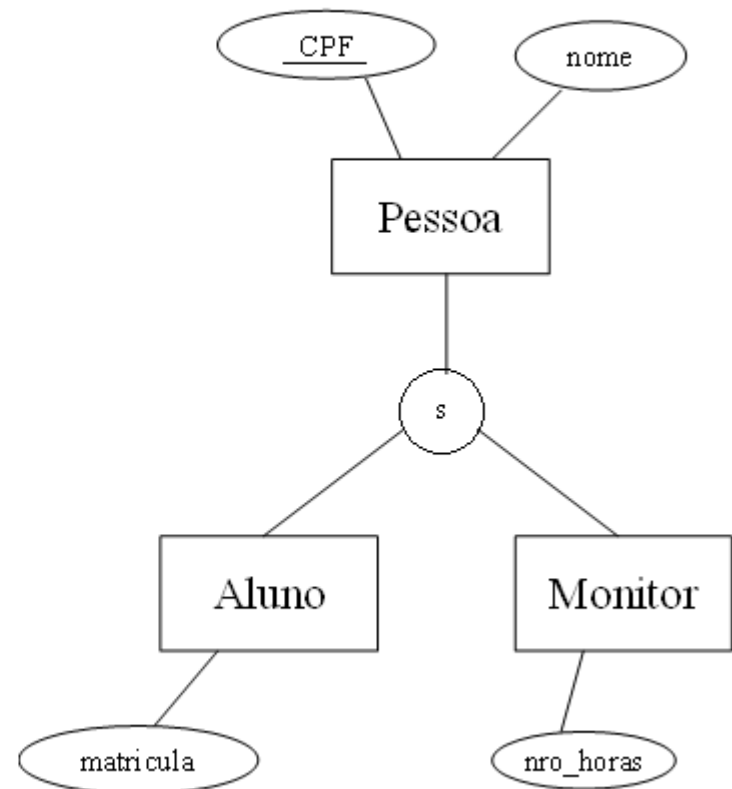 CPF
nome
Pessoa
s
Aluno
Monitor
matricula
nro_horas